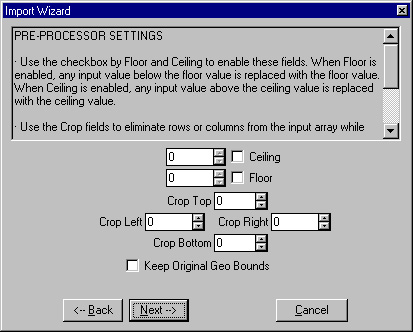 Import Wizard
PRE-PROCESSOR SETTINGS
· Use the checkbox by Floor and Ceiling to enable these fields. When Floor is
enabled, any input value below the floor value is replaced with the floor value.
When Ceiling is enabled, any input value above the ceiling value is replaced
with the ceiling value.
· Use the Crop fields to eliminate rows or columns from the input array while
0 Ceiling
0 Floor
Crop Top 0
Crop Left 0 Crop Right 0
Crop Bottom 0
Keep Original Geo Bounds
<-- Back Next --> Cancel